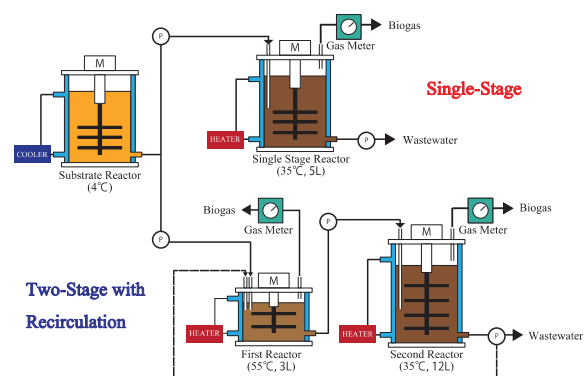 P
Biogas
Gas Meter
M
M
Single-Stage
HEATER
P
Wastewater
COOLER
Single Stage Reactor
(35℃, 5L)
Substrate Reactor
(4℃)
Biogas
Gas Meter
P
Biogas
Gas Meter
P
M
M
Two-Stage with
Recirculation
HEATER
HEATER
P
Wastewater
First Reactor
(55℃, 3L)
Second Reactor
(35℃, 12L)